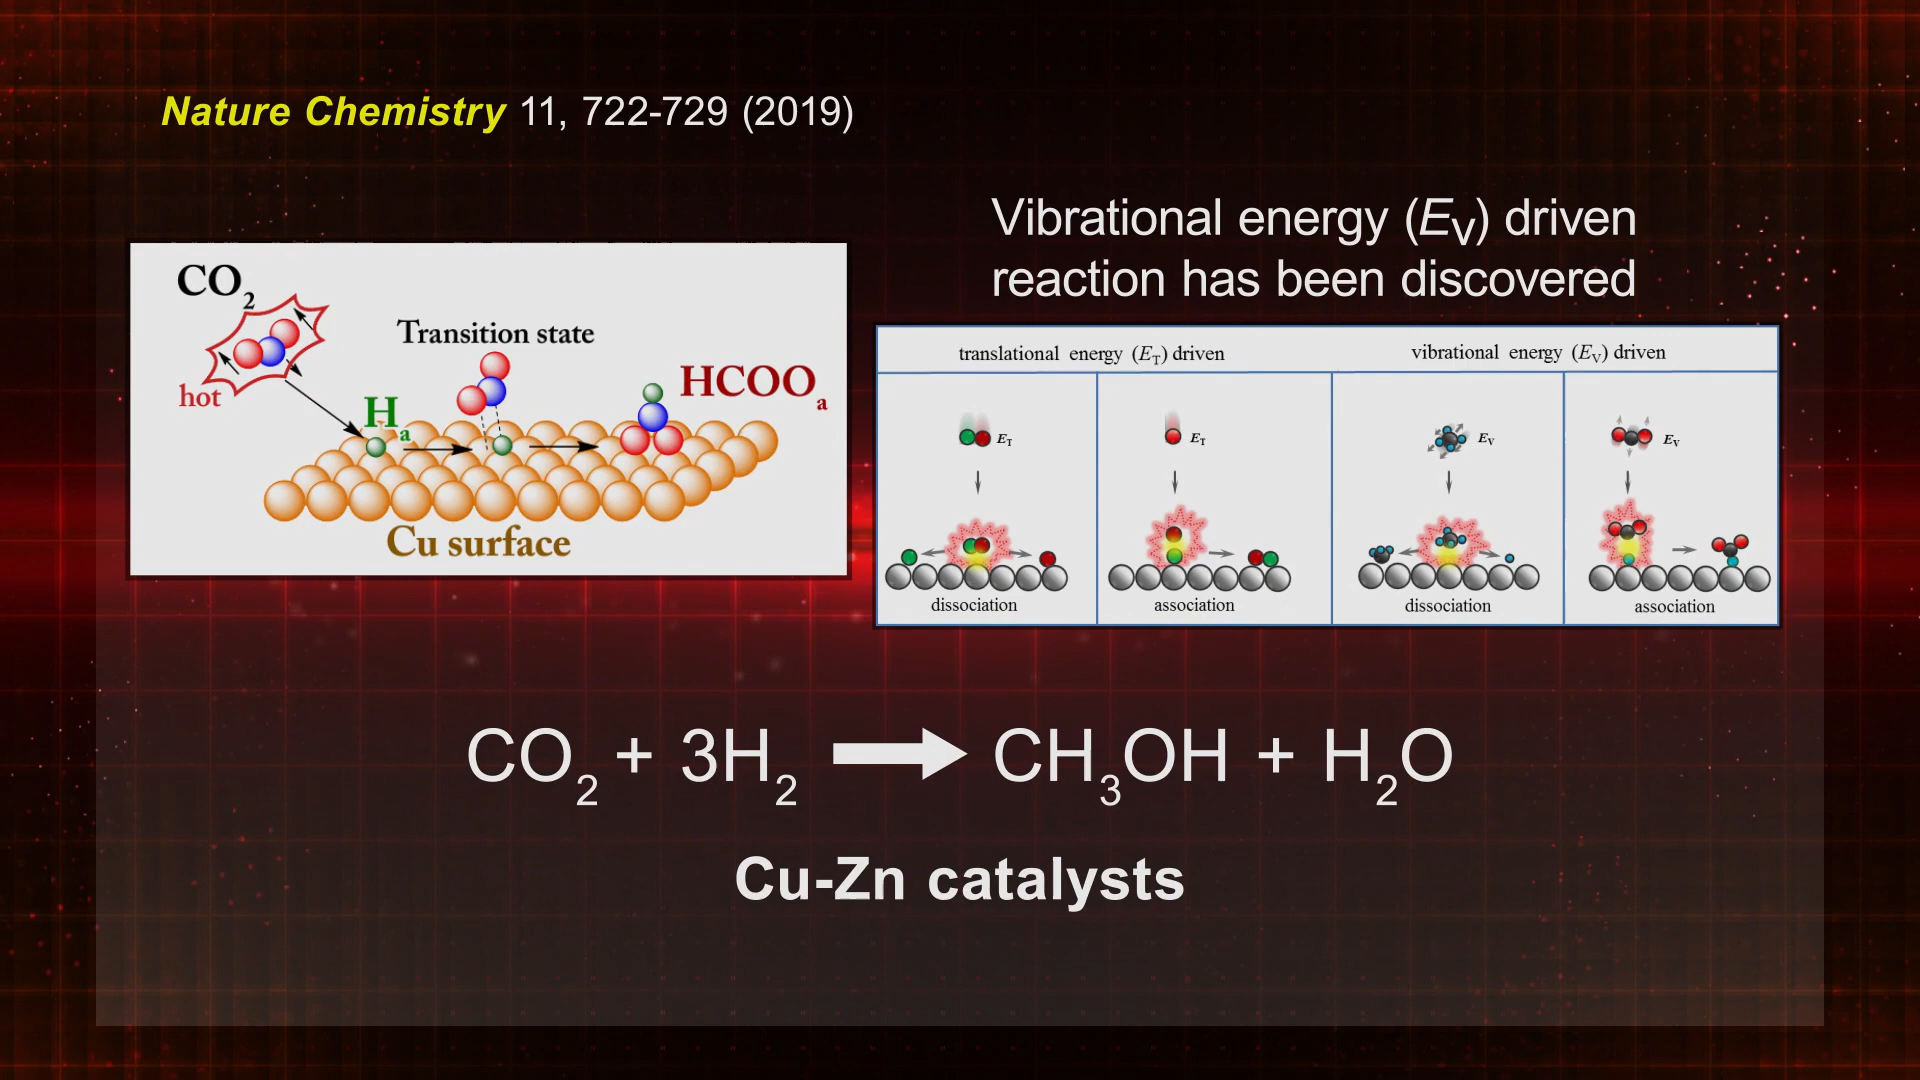 Nature Chemistry 11, 722-729 (2019)
Vibrational energy (EV) driven
reaction has been discovered
CO2
hot
Transition state
Ha
HCOOa
Cu surface
translational energy (ET) driven
vibrational energy (EV) driven
ET
ET
EV
EV
dissociation
association
dissociation
association
CO2 + 3H2 → CH3OH + H2O
Cu-Zn catalysts